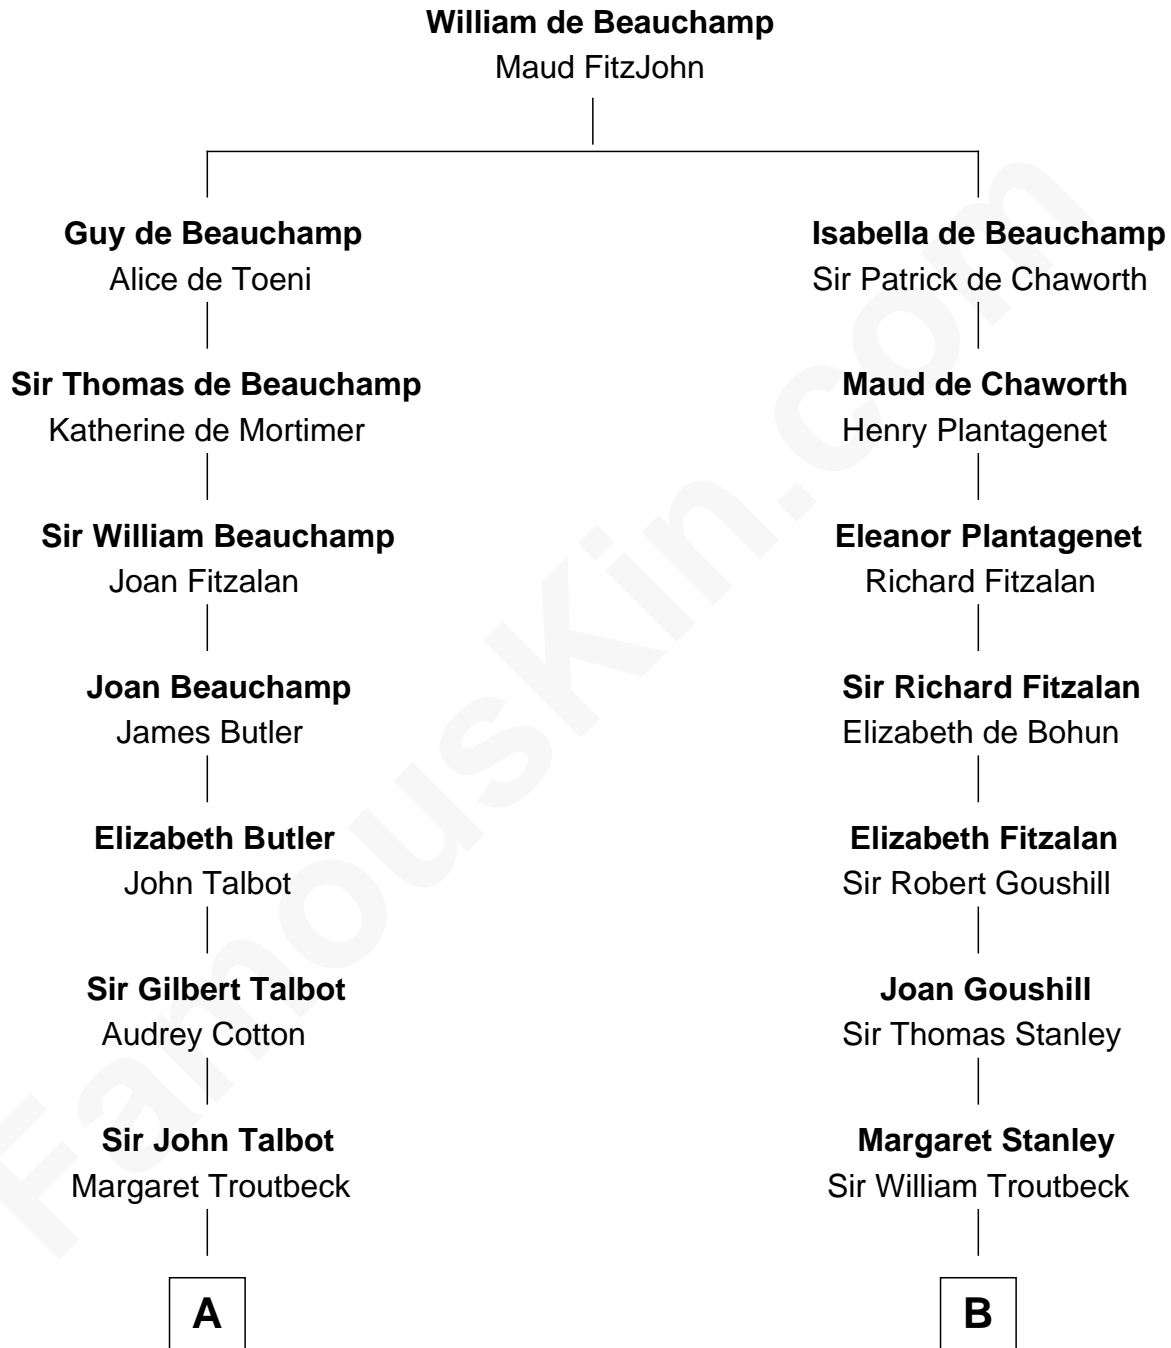 William de Beauchamp
Maud FitzJohn
Guy de Beauchamp
Alice de Toeni
Isabella de Beauchamp
Sir Patrick de Chaworth
Sir Thomas de Beauchamp
Katherine de Mortimer
Maud de Chaworth
Henry Plantagenet
Sir William Beauchamp
Joan Fitzalan
Eleanor Plantagenet
Richard Fitzalan
Joan Beauchamp
James Butler
Sir Richard Fitzalan
Elizabeth de Bohun
Elizabeth Butler
John Talbot
Elizabeth Fitzalan
Sir Robert Goushill
Sir Gilbert Talbot
Audrey Cotton
Joan Goushill
Sir Thomas Stanley
Sir John Talbot
Margaret Troutbeck
Margaret Stanley
Sir William Troutbeck
A
B
FamousKin.com